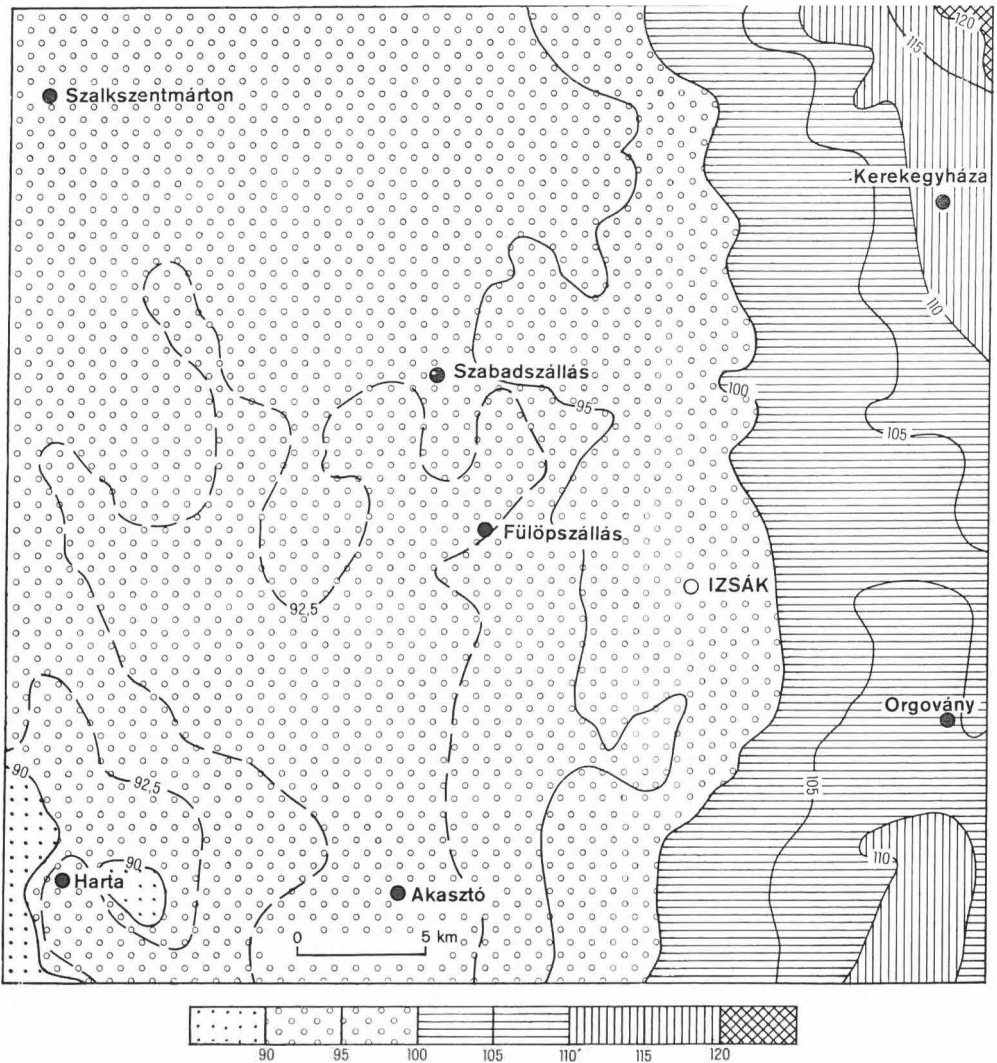 120
115
Szalkszentmárton
Kerekegyháza
110
Szabadszállás
100
95
105
Fülöpszállás
IZSÁK
92,5
Orgovány
90
92,5
105
110
90
Harta
Akasztó
0 5 km
90 95 100 105 110 115 120